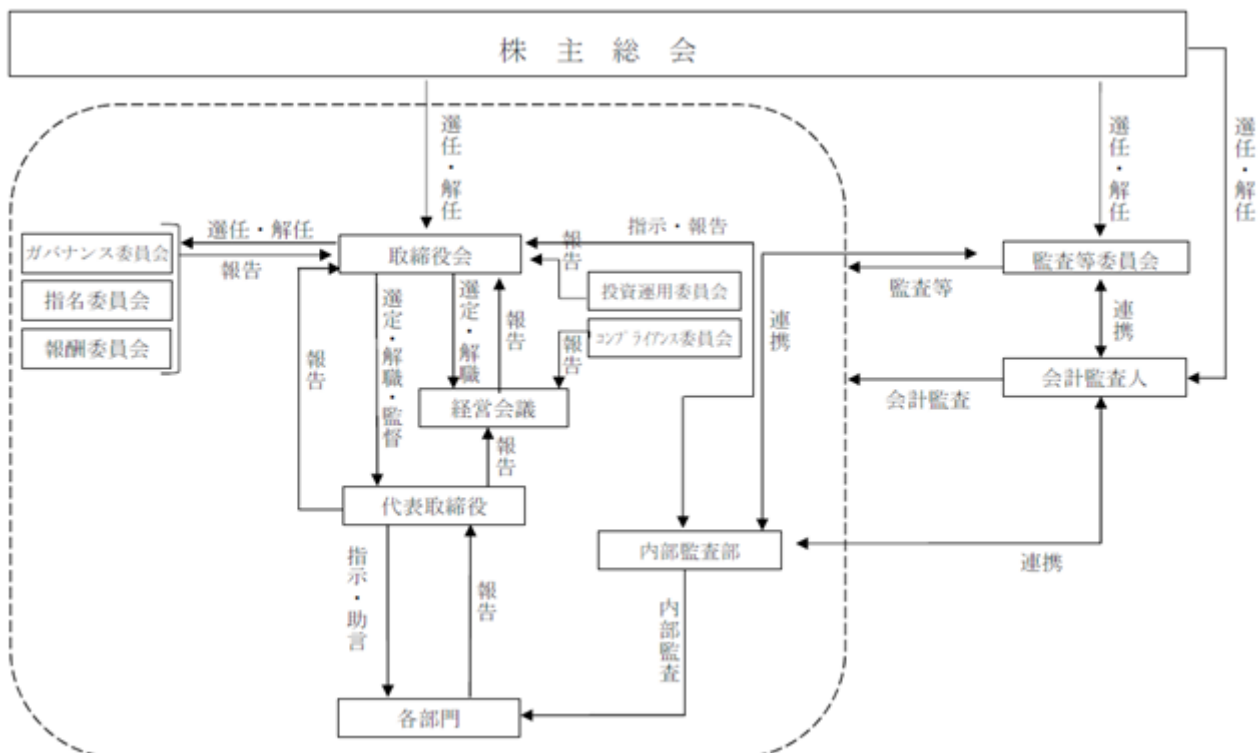 株主総会
選任・解任
選任・解任
選任・解任
ガバナンス委員会
指名委員会
報酬委員会
選任・解任
報告
取締役会
指示・報告
報告
投資運用委員会
コンプライアンス委員会
報告
連携
監査等委員会
監査等
連携
会計監査人
会計監査
報告
選定・解職・監督
選定・解職
報告
経営会議
報告
代表取締役
内部監査部
連携
指示・助言
報告
内部監査
各部門